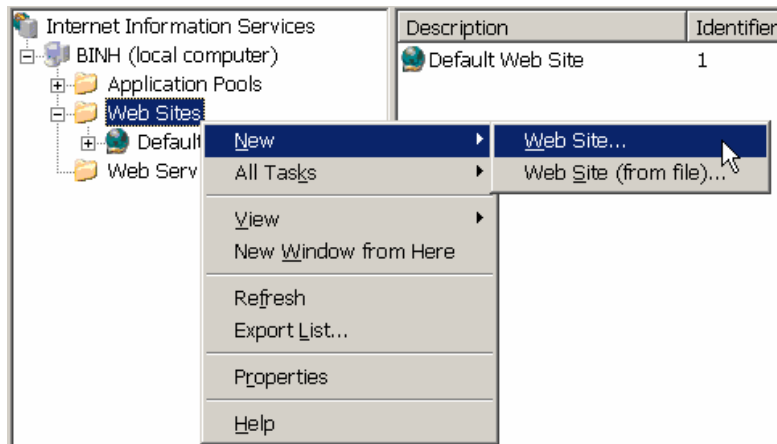 Internet Information Services
BINH (local computer)
Application Pools
Web Sites
Default
Web Serv
Description Identifier
Default Web Site 1
New
All Tasks
View
New Window from Here
Refresh
Export List...
Properties
Help
Web Site...
Web Site (from file)...